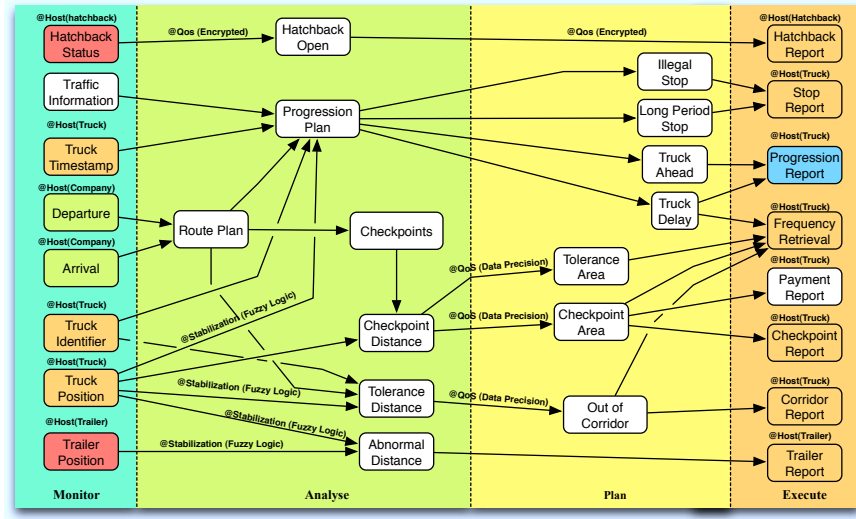 @Host(hatchback)
Hatchback
Status
@Qos (Encrypted)
Hatchback
Open
@Qos (Encrypted)
@Host(Hatchback)
Hatchback
Report
Traffic
Information
Progression
Plan
Illegal
Stop
@Host(Truck)
Stop
Report
Long Period
Stop
@Host(Truck)
Truck
Timestamp
Truck
Ahead
@Host(Truck)
Progression
Report
@Host(Company)
Departure
Route Plan
Checkpoints
Truck
Delay
@Host(Truck)
Frequency
Retrieval
@Host(Company)
Arrival
@QoS (Data Precision)
Tolerance
Area
@Host(Truck)
Payment
Report
@Host(Truck)
Truck
Identifier
@Stabilization (Fuzzy Logic)
Checkpoint
Distance
@QoS (Data Precision)
Checkpoint
Area
@Host(Truck)
Checkpoint
Report
@Host(Truck)
Truck
Position
@Stabilization (Fuzzy Logic)
Tolerance
Distance
@QoS (Data Precision)
Out of
Corridor
@Host(Truck)
Corridor
Report
@Stabilization (Fuzzy Logic)
@Host(Trailer)
Trailer
Position
@Stabilization (Fuzzy Logic)
Abnormal
Distance
@Host(Trailer)
Trailer
Report
Monitor
Analyse
Plan
Execute